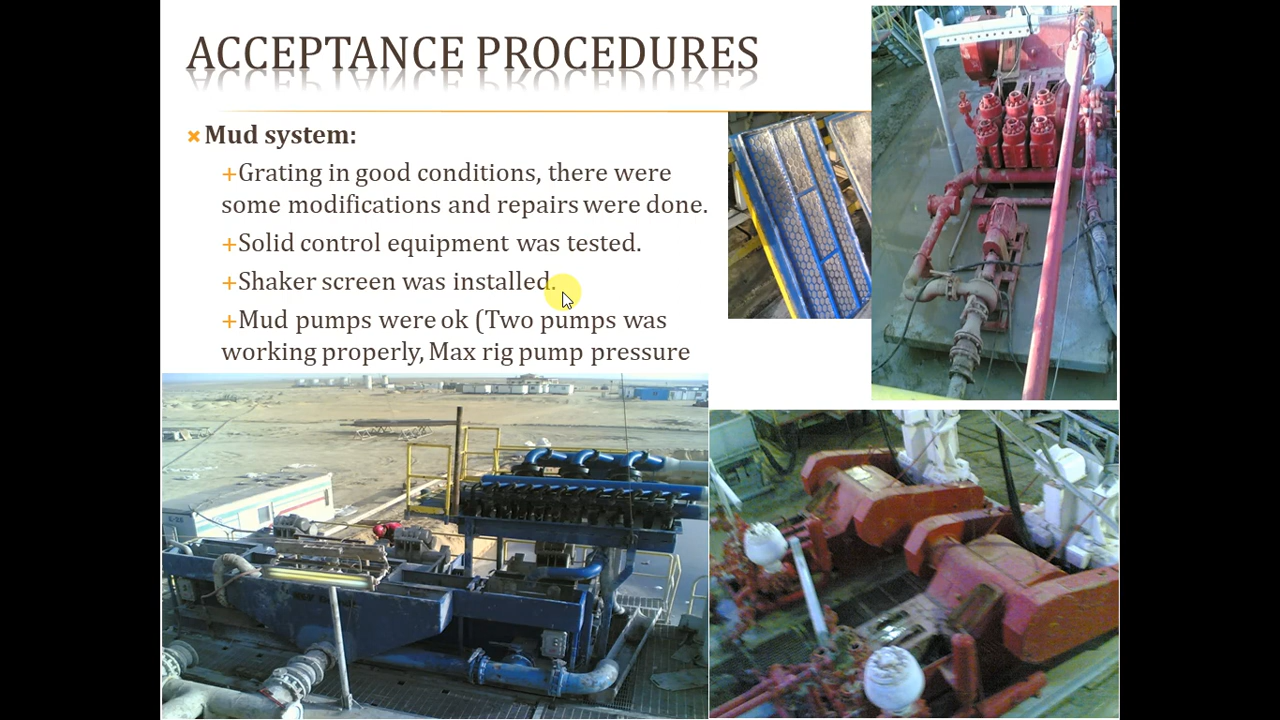 ACCEPTANCE PROCEDURES
Mud system:
+Grating in good conditions, there were
some modifications and repairs were done.
+Solid control equipment was tested.
+Shaker screen was installed.
+Mud pumps were ok (Two pumps was
working properly, Max rig pump pressure